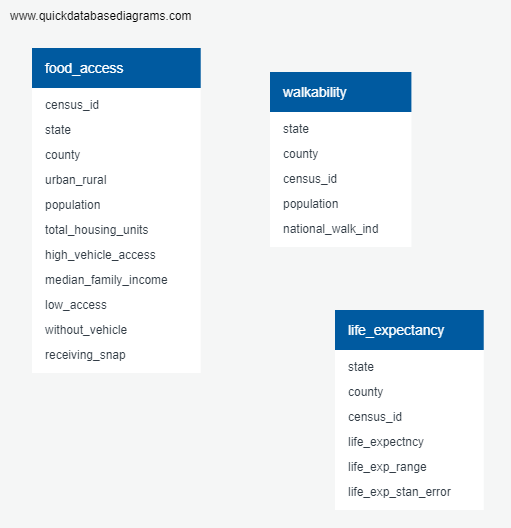 www.quickdatabasediagrams.com
food_access
census_id
state
county
urban_rural
population
total_housing_units
high_vehicle_access
median_family_income
low_access
without_vehicle
receiving_snap
walkability
state
county
census_id
population
national_walk_ind
life_expectancy
state
county
census_id
life_expectncy
life_exp_range
life_exp_stan_error